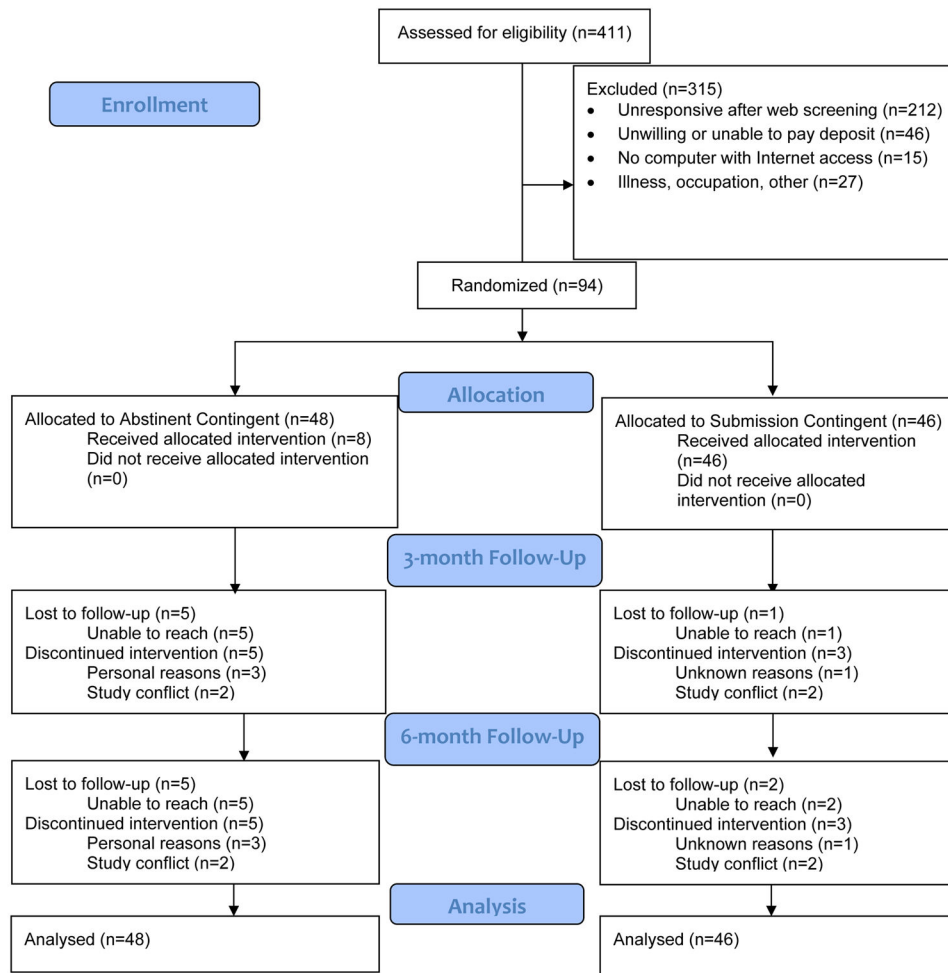 Assessed for eligibility (n=411)
Enrollment
Excluded (n=315)
• Unresponsive after web screening (n=212)
• Unwilling or unable to pay deposit (n=46)
• No computer with Internet access (n=15)
• Illness, occupation, other (n=27)
Randomized (n=94)
Allocation
Allocated to Abstinent Contingent (n=48)
Received allocated intervention (n=8)
Did not receive allocated intervention
(n=0)
Allocated to Submission Contingent (n=46)
Received allocated intervention
(n=46)
Did not receive allocated
intervention (n=0)
3-month Follow-Up
Lost to follow-up (n=5)
Unable to reach (n=5)
Discontinued intervention (n=5)
Personal reasons (n=3)
Study conflict (n=2)
Lost to follow-up (n=1)
Unable to reach (n=1)
Discontinued intervention (n=3)
Unknown reasons (n=1)
Study conflict (n=2)
6-month Follow-Up
Lost to follow-up (n=5)
Unable to reach (n=5)
Discontinued intervention (n=5)
Personal reasons (n=3)
Study conflict (n=2)
Lost to follow-up (n=2)
Unable to reach (n=2)
Discontinued intervention (n=3)
Unknown reasons (n=1)
Study conflict (n=2)
Analysis
Analysed (n=48)
Analysed (n=46)